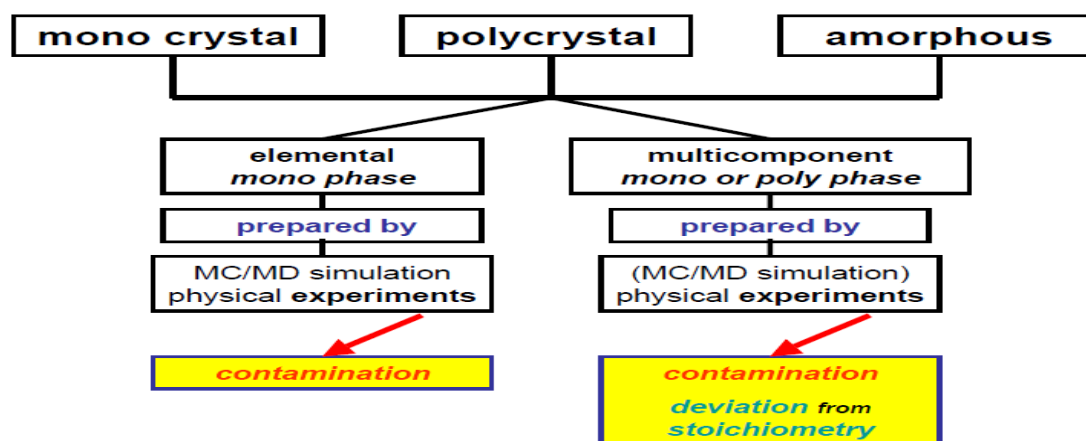 mono crystal
polycrystal
amorphous
elemental
mono phase
multicomponent
mono or poly phase
prepared by
prepared by
MC/MD simulation
physical experiments
(MC/MD simulation)
physical experiments
contamination
contamination
deviation from
stoichiometry